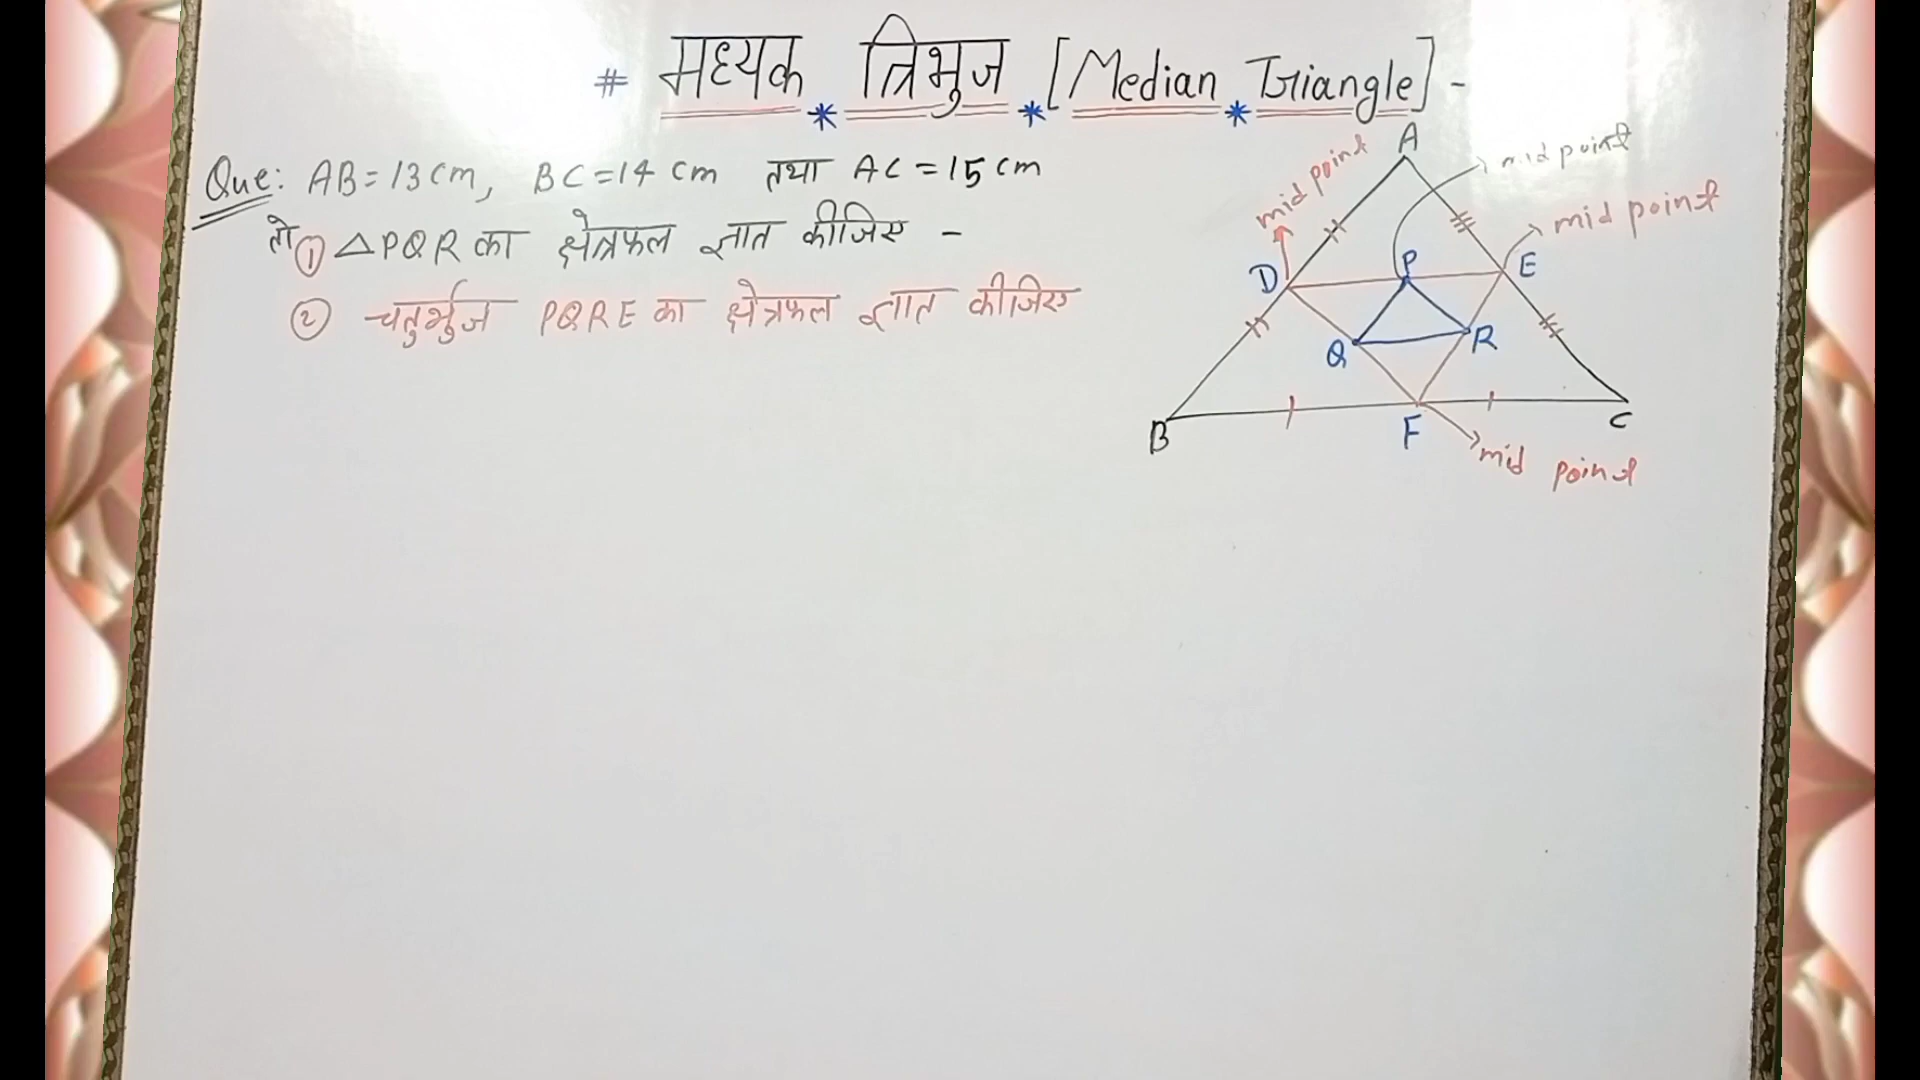 # मध्यक त्रिभुज [Median Triangle] -
Que: AB = 13 cm, BC = 14 cm तथा AC = 15 cm
तो ① △PQR का क्षेत्रफल ज्ञात कीजिए -
② चतुर्भुज PQRE का क्षेत्रफल ज्ञात कीजिए
A
mid point
mid point
mid point
D
P
E
Q
R
B
F
C
mid point